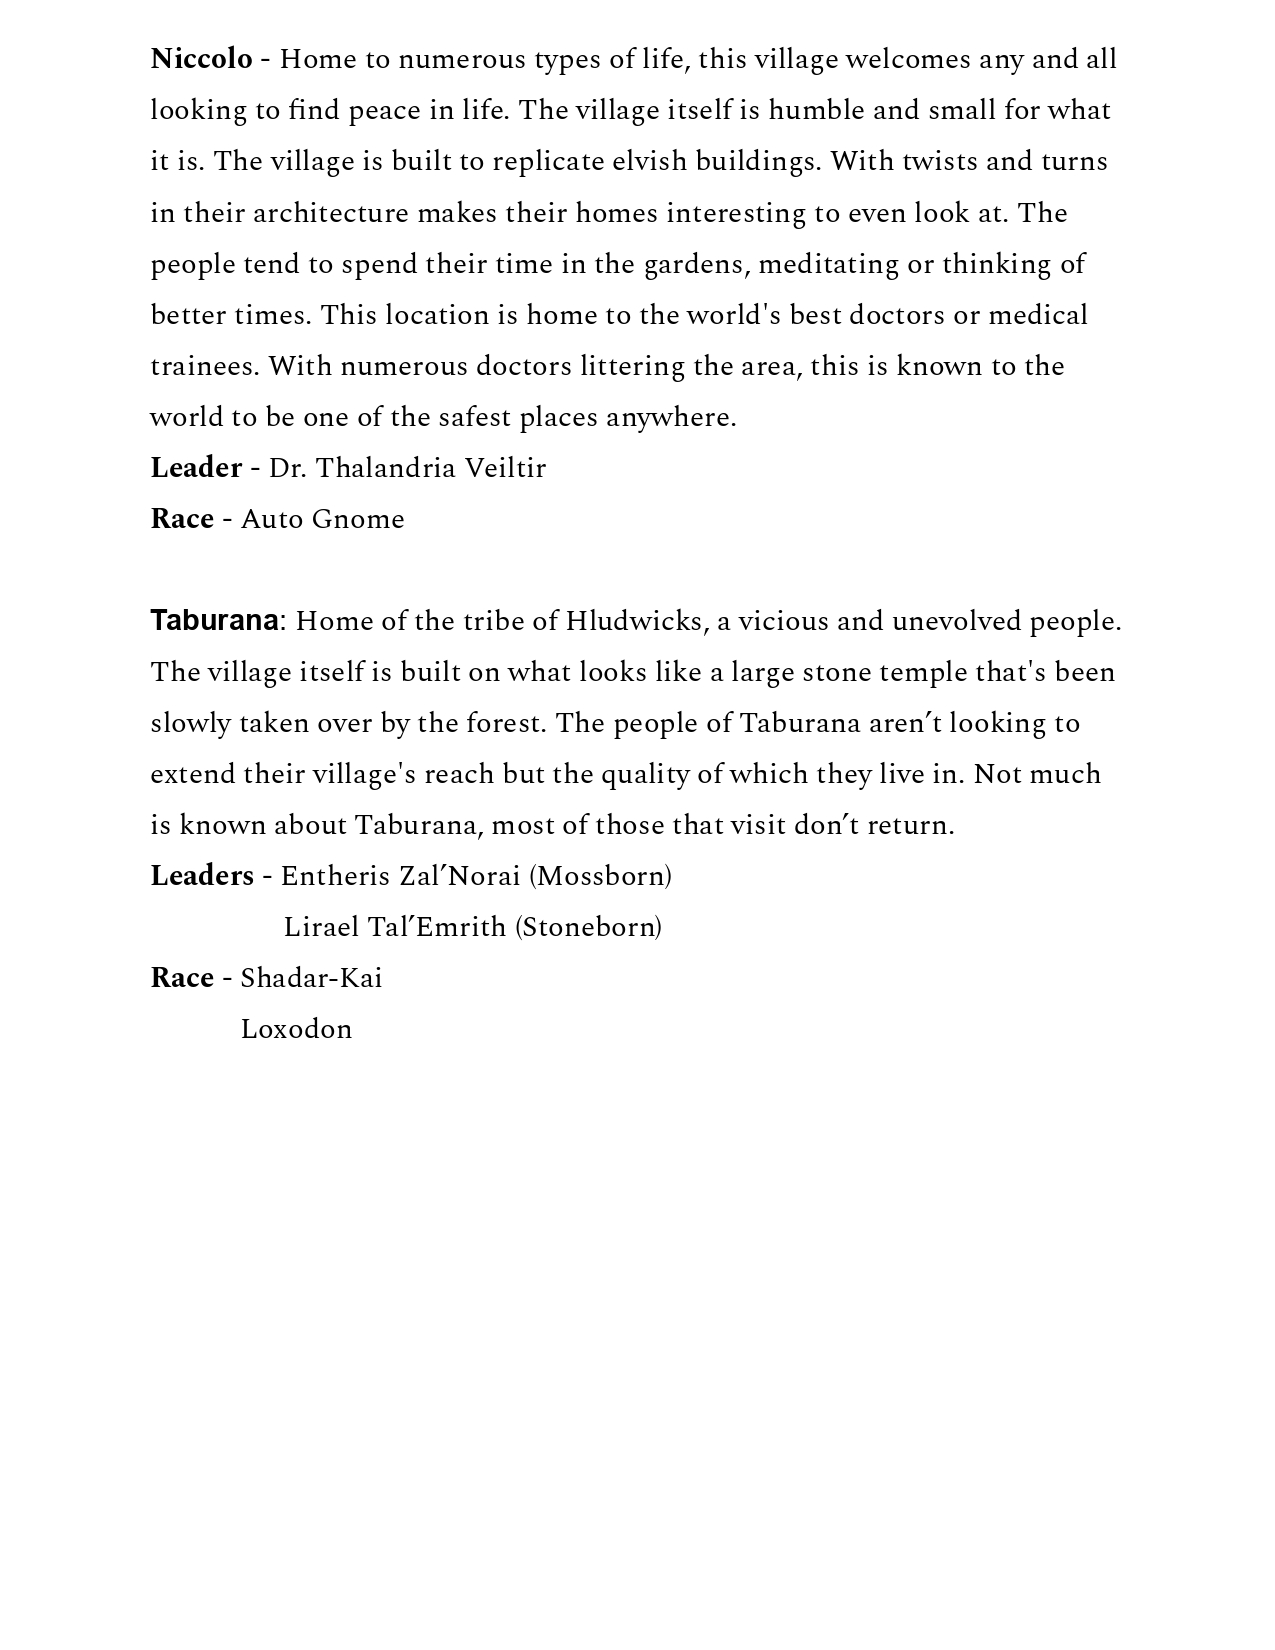 Niccolo - Home to numerous types of life, this village welcomes any and all
looking to find peace in life. The village itself is humble and small for what
it is. The village is built to replicate elvish buildings. With twists and turns
in their architecture makes their homes interesting to even look at. The
people tend to spend their time in the gardens, meditating or thinking of
better times. This location is home to the world's best doctors or medical
trainees. With numerous doctors littering the area, this is known to the
world to be one of the safest places anywhere.
Leader - Dr. Thalandria Veiltir
Race - Auto Gnome
Taburana: Home of the tribe of Hludwicks, a vicious and unevolved people.
The village itself is built on what looks like a large stone temple that's been
slowly taken over by the forest. The people of Taburana aren’t looking to
extend their village's reach but the quality of which they live in. Not much
is known about Taburana, most of those that visit don’t return.
Leaders - Entheris Zal’Norai (Mossborn)
Lirael Tal’Emrith (Stoneborn)
Race - Shadar-Kai
Loxodon